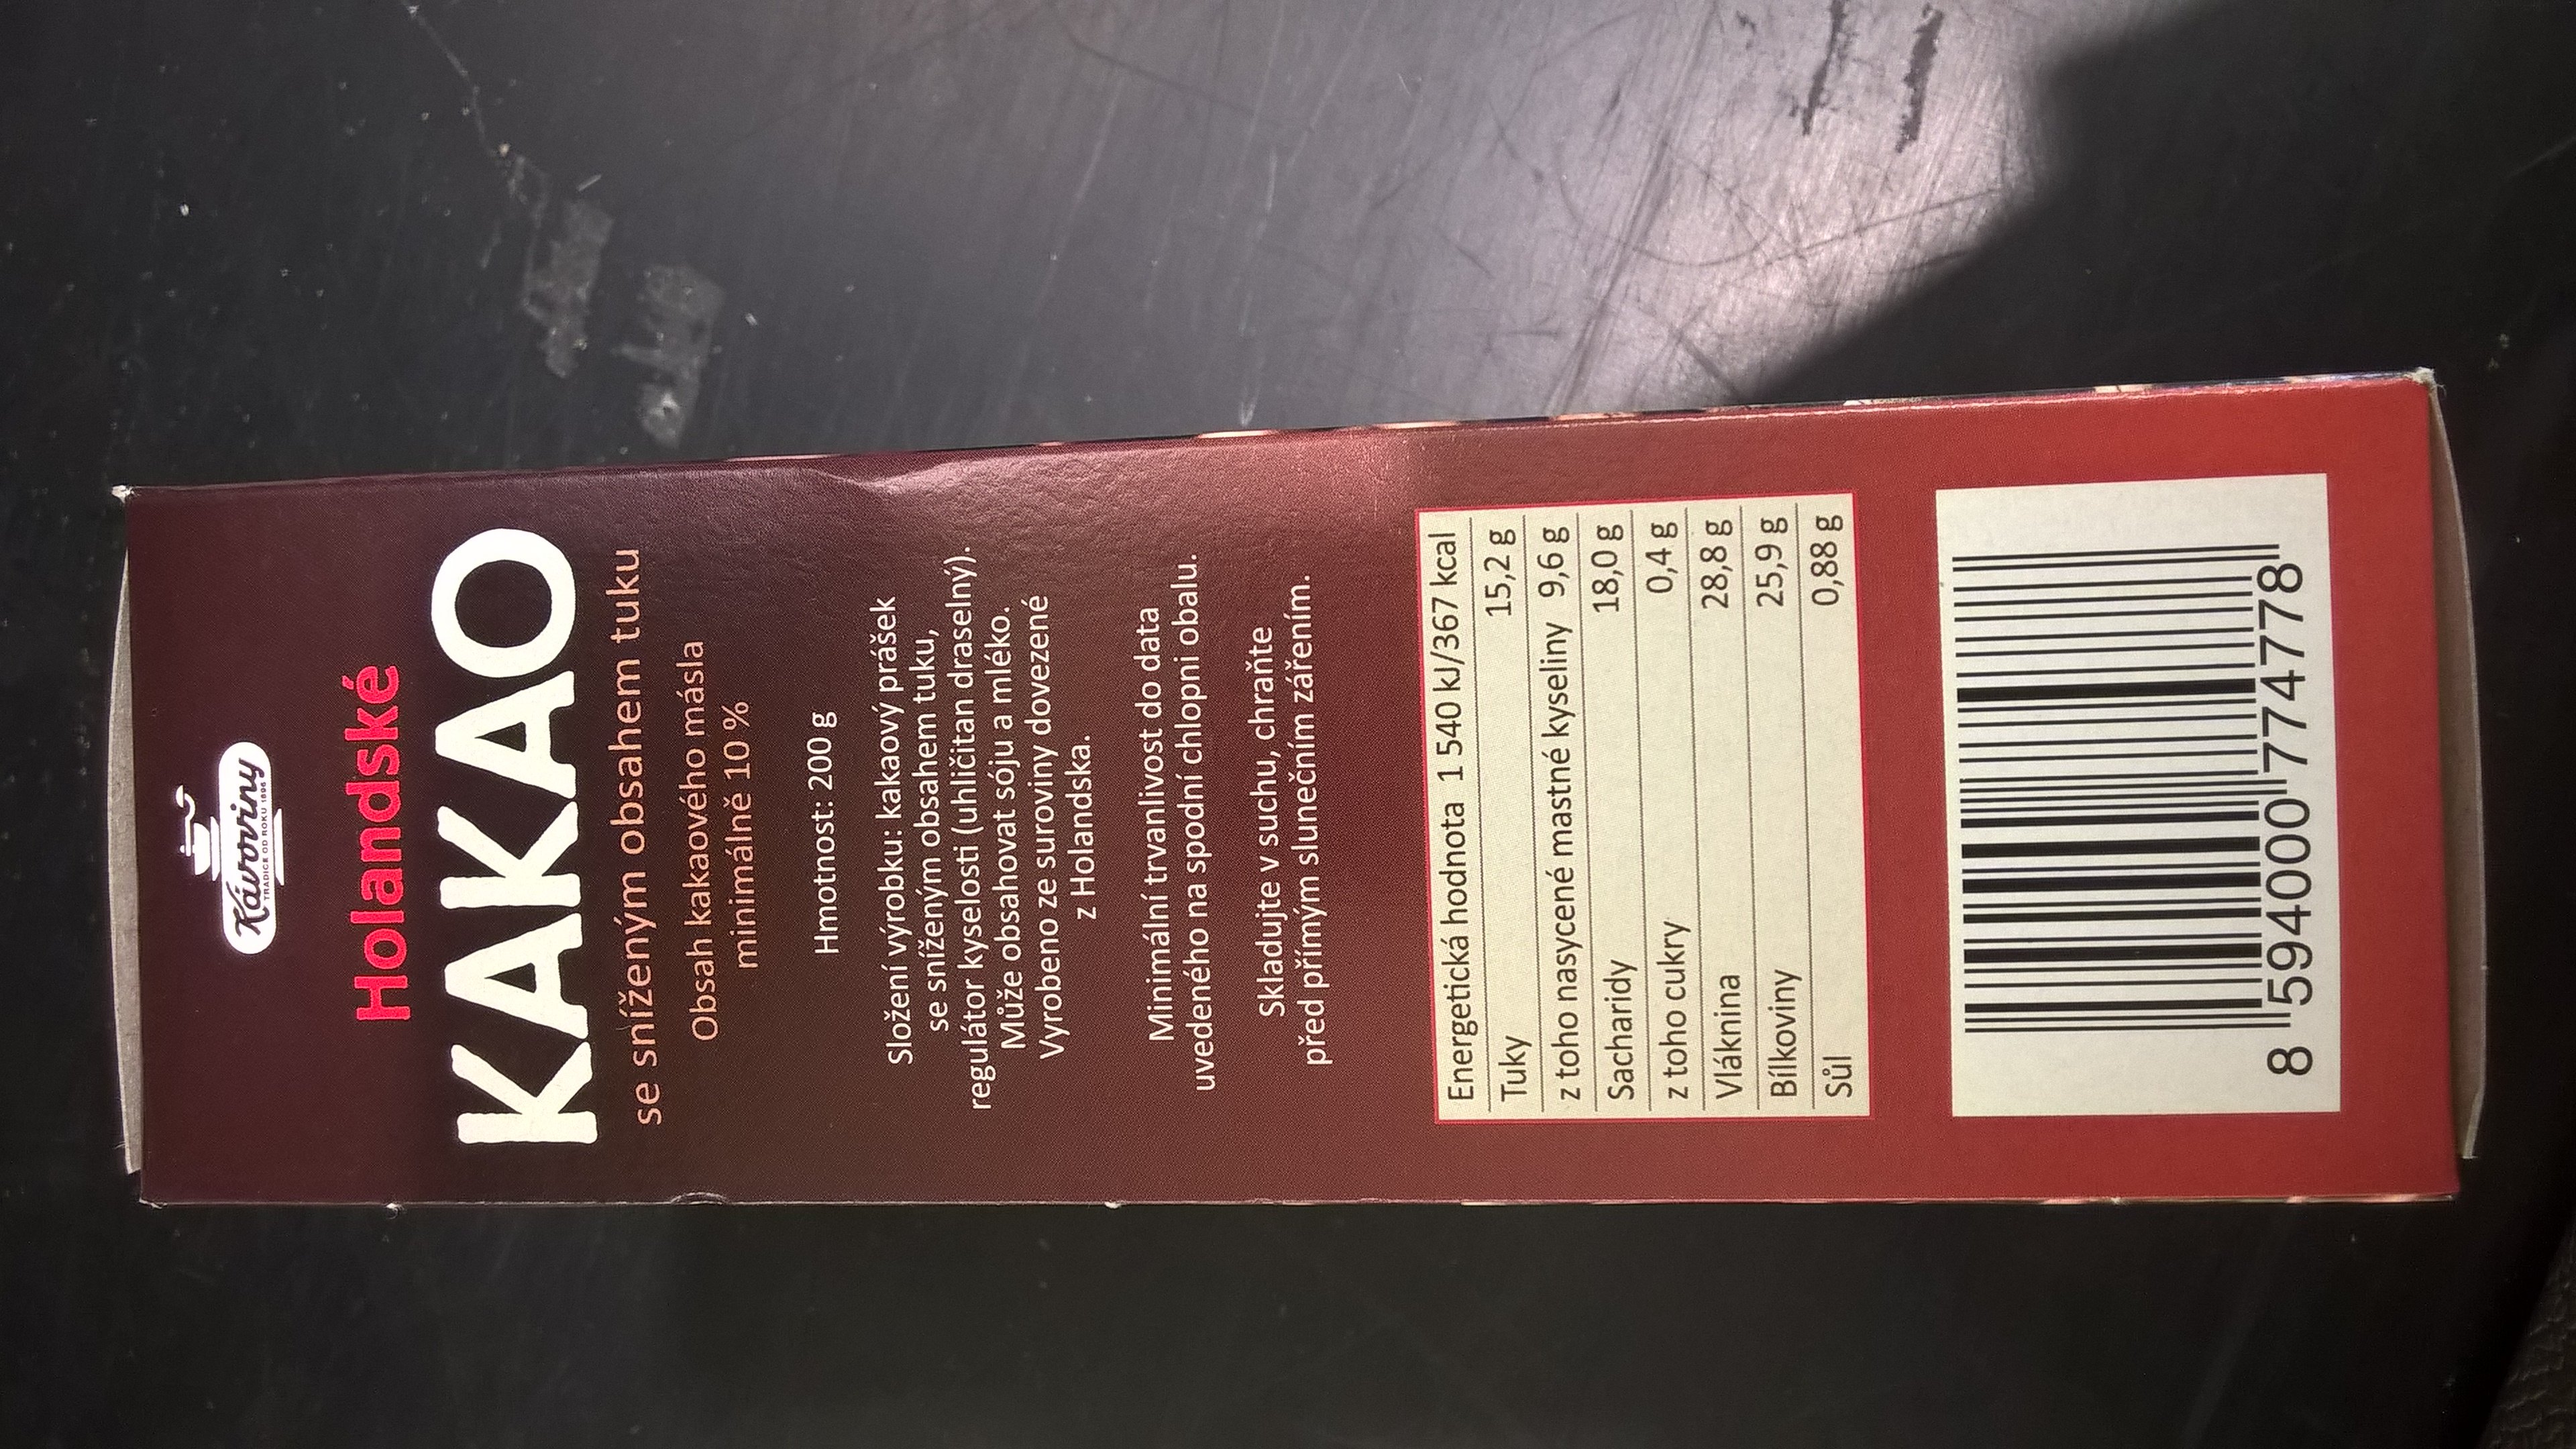 Kávoviny
TRADICE OD ROKU 1896
Holandské
KAKAO
se sníženým obsahem tuku
Obsah kakaového másla
minimálně 10 %
Hmotnost: 200 g
Složení výrobku: kakaový prášek
se sníženým obsahem tuku,
regulátor kyselosti (uhličitan draselný).
Může obsahovat sóju a mléko.
Vyrobeno ze suroviny dovezené
z Holandska.
Minimální trvanlivost do data
uvedeného na spodní chlopni obalu.
Skladujte v suchu, chraňte
před přímým slunečním zářením.
Energetická hodnota 1 540 kJ/367 kcal
Tuky 15,2 g
z toho nasycené mastné kyseliny 9,6 g
Sacharidy 18,0 g
z toho cukry 0,4 g
Vláknina 28,8 g
Bílkoviny 25,9 g
Sůl 0,88 g
8 594000 774778